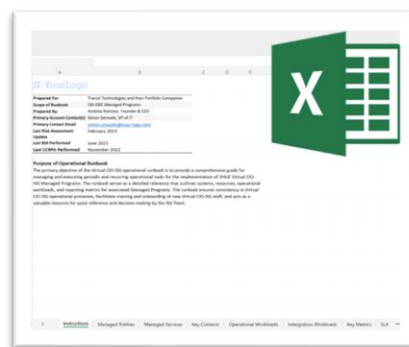 YourLogo
Prepared For Transit Technologies and their Portfolio Companies
Scope of Runbook ISG-GRC Managed Programs
Prepared By Andrew Ramirez, Founder & CEO
Primary Account Contact(s) Simon Samuels, VP of IT
Primary Contact Email
Last Risk Assessment February 2023
Update
Last BIA Performed June 2023
Last CCRPA Performed November 2022
Purpose of Operational Runbook
The primary objective of the Virtual CIO-ISG operational runbook is to provide a comprehensive guide for
managing and executing periodic and recurring operational tasks for the implementation of Virtual CIO-
ISG Managed Programs. The runbook serves as a detailed reference that outlines systems, resources, operational
workloads, and reporting metrics for associated Managed Programs. The runbook ensures consistency in Virtual
CIO-ISG operational processes, facilitates training and onboarding of new Virtual CIO-ISG staff, and acts as a
valuable resource for quick reference and decision-making by the ISG Team.
X
Instructions Managed Entities Managed Services Key Contacts Operational Workloads Intergration Workloads Key Metrics SLA